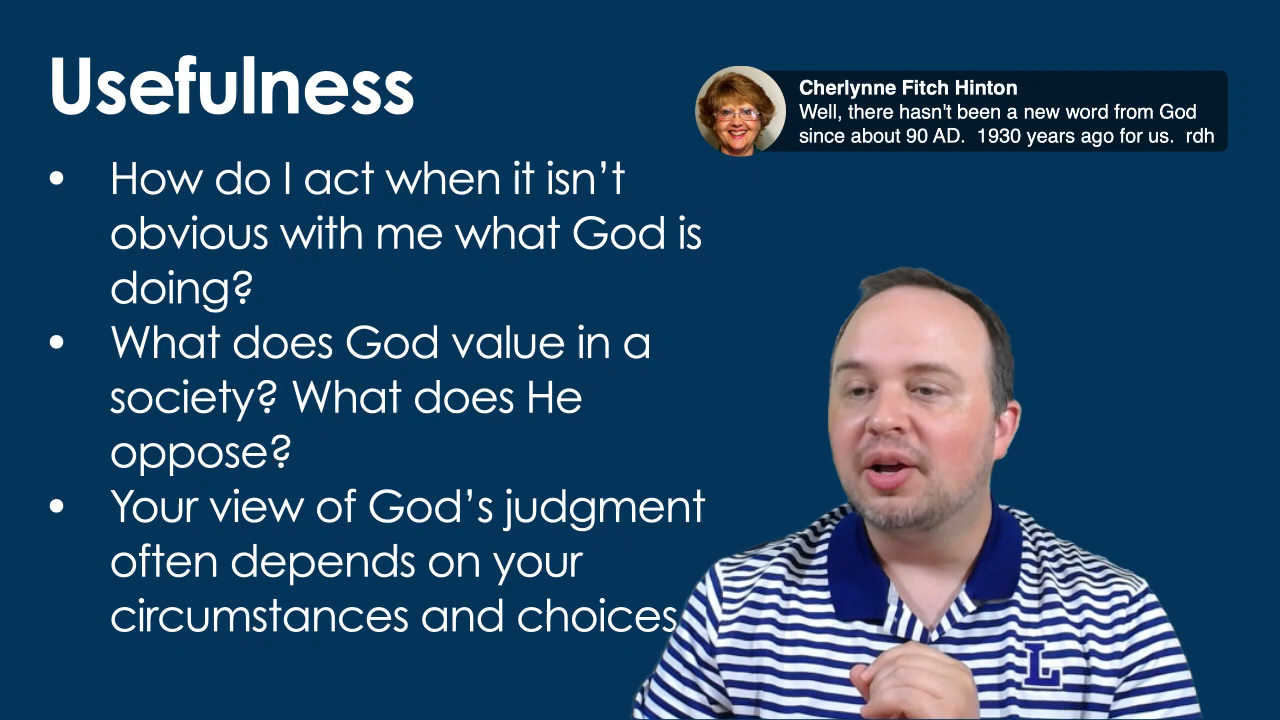 Usefulness
Cherlynne Fitch Hinton
Well, there hasn't been a new word from God
since about 90 AD.  1930 years ago for us.  rdh
• How do I act when it isn’t
obvious with me what God is
doing?
• What does God value in a
society? What does He
oppose?
• Your view of God’s judgment
often depends on your
circumstances and choices
L